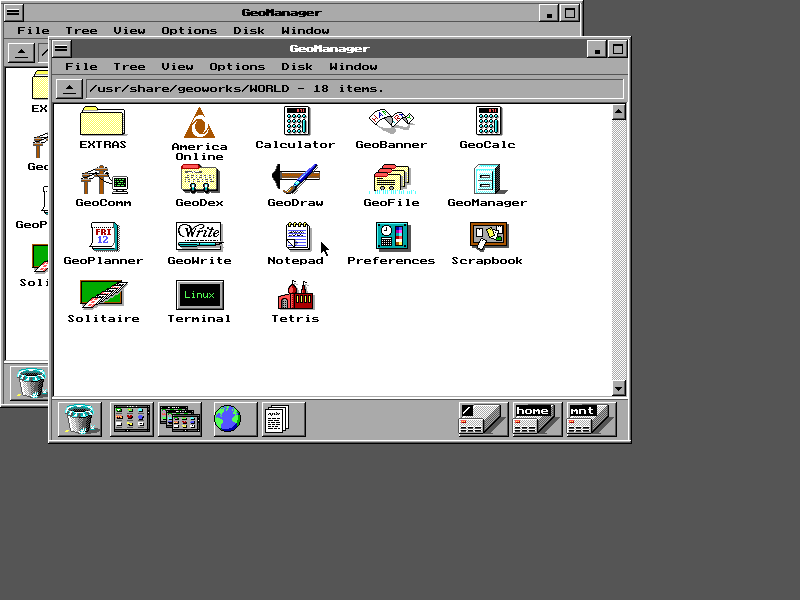 GeoManager
File Tree View Options Disk Window
GeoManager
File Tree View Options Disk Window
/usr/share/geoworks/WORLD - 18 items.
EXTRAS
America Online
Calculator
GeoBanner
GeoCalc
GeoComm
GeoDex
GeoDraw
GeoFile
GeoManager
FRI
12
Write
GeoPlanner
GeoWrite
Notepad
Preferences
Scrapbook
Linux
Solitaire
Terminal
Tetris
/
home
mnt